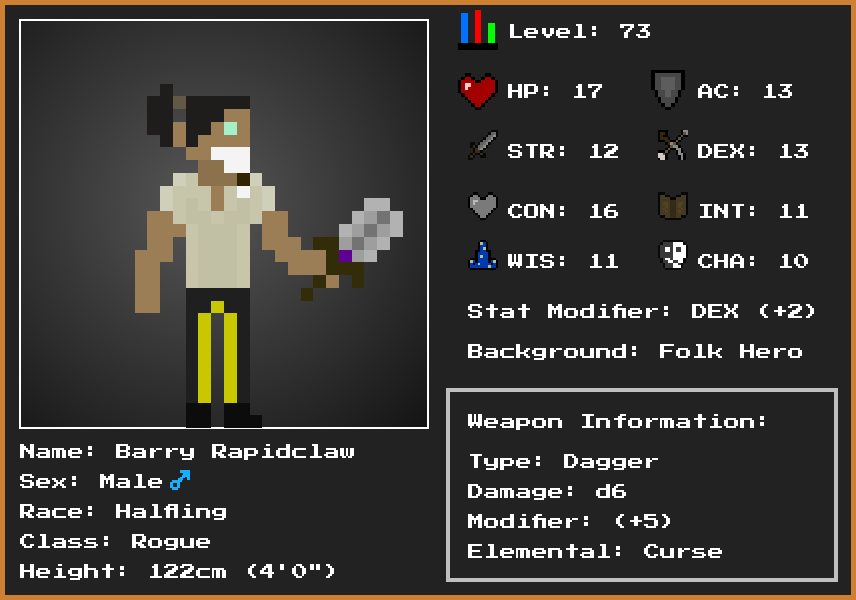 Level: 73
HP: 17
AC: 13
STR: 12
DEX: 13
CON: 16
INT: 11
WIS: 11
CHA: 10
Stat Modifier: DEX (+2)
Background: Folk Hero
Name: Barry Rapidclaw
Sex: Male ♂
Race: Halfling
Class: Rogue
Height: 122cm (4'0")
Weapon Information:
Type: Dagger
Damage: d6
Modifier: (+5)
Elemental: Curse